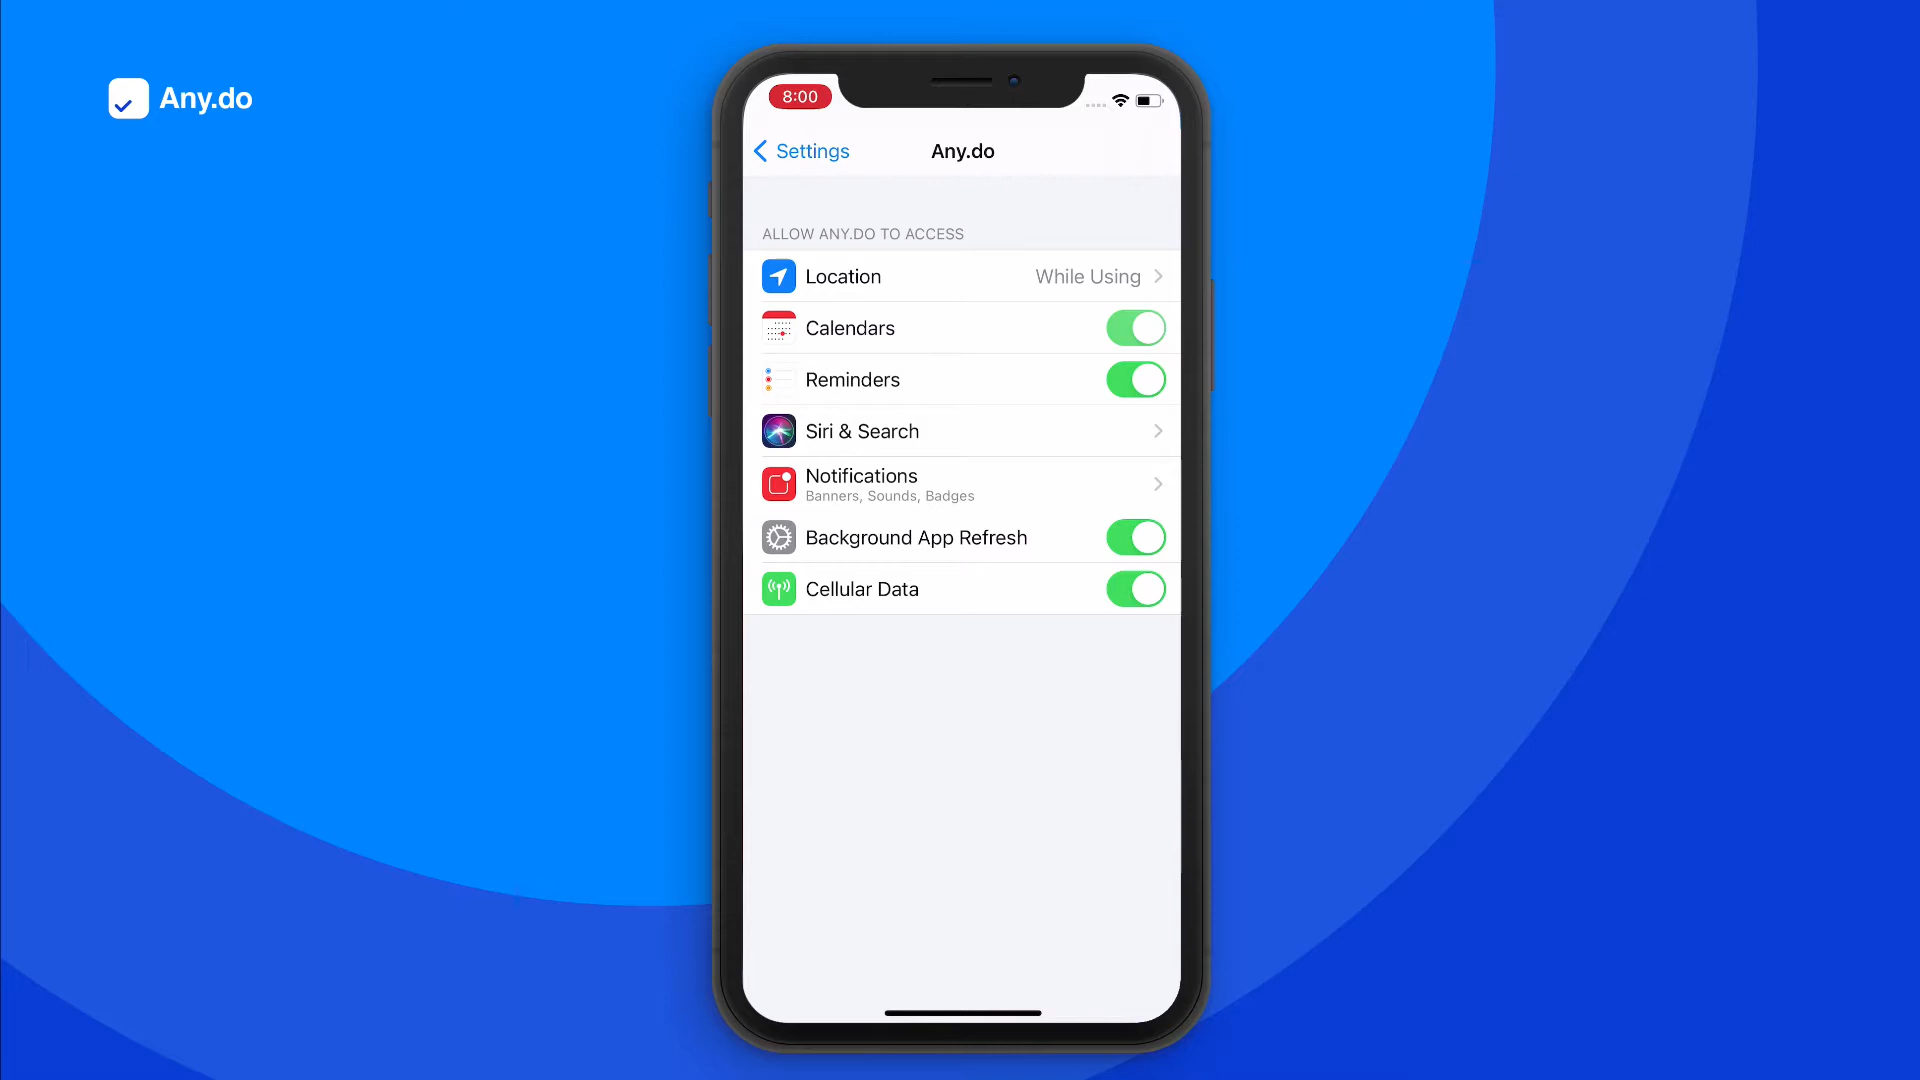 Any.do
8:00
Settings
Any.do
ALLOW ANY.DO TO ACCESS
Location While Using
Calendars
Reminders
Siri & Search
Notifications
Banners, Sounds, Badges
Background App Refresh
Cellular Data